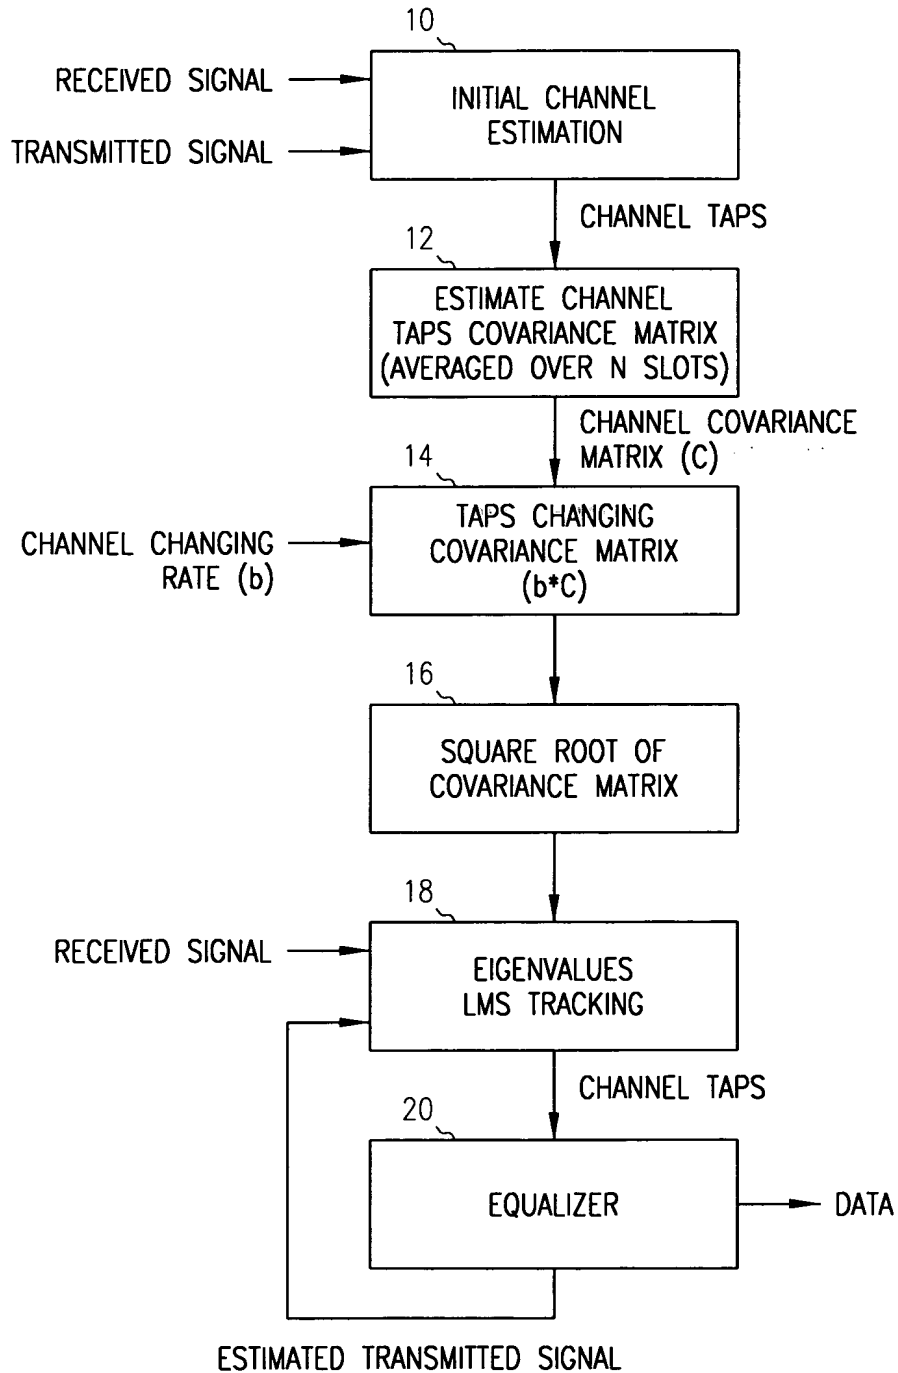 10
RECEIVED SIGNAL
INITIAL CHANNEL
ESTIMATION
TRANSMITTED SIGNAL
CHANNEL TAPS
12
ESTIMATE CHANNEL
TAPS COVARIANCE MATRIX
(AVERAGED OVER N SLOTS)
CHANNEL COVARIANCE
MATRIX (C)
14
CHANNEL CHANGING
RATE (b)
TAPS CHANGING
COVARIANCE MATRIX
(b*C)
16
SQUARE ROOT OF
COVARIANCE MATRIX
18
RECEIVED SIGNAL
EIGENVALUES
LMS TRACKING
CHANNEL TAPS
20
EQUALIZER
DATA
ESTIMATED TRANSMITTED SIGNAL